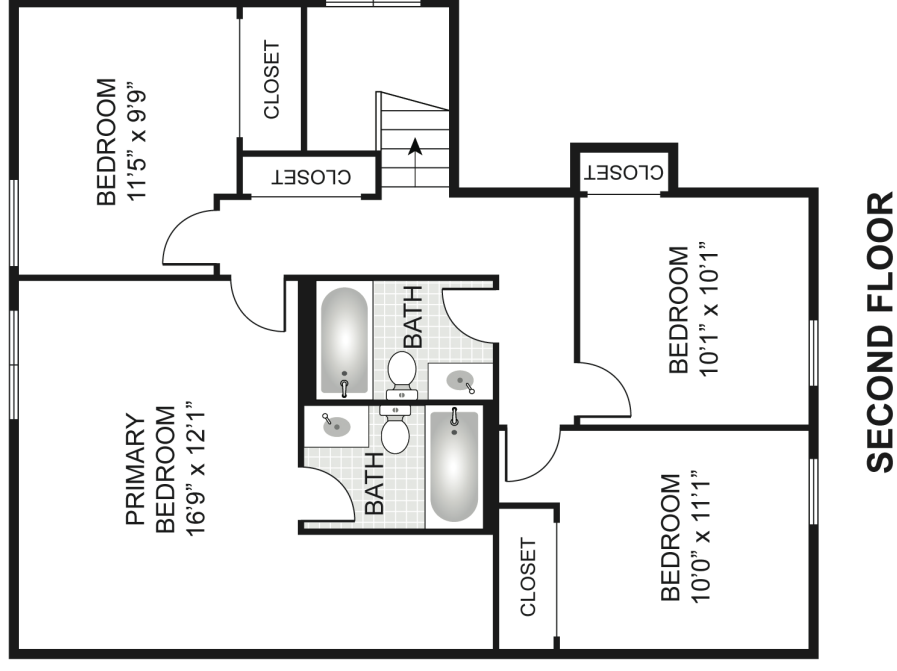 BEDROOM
11'5” x 9'9”
CLOSET
CLOSET
CLOSET
BEDROOM
10'1” x 10'1”
BATH
BATH
PRIMARY
BEDROOM
16'9” x 12'1”
CLOSET
BEDROOM
10'0” x 11'1”
SECOND FLOOR